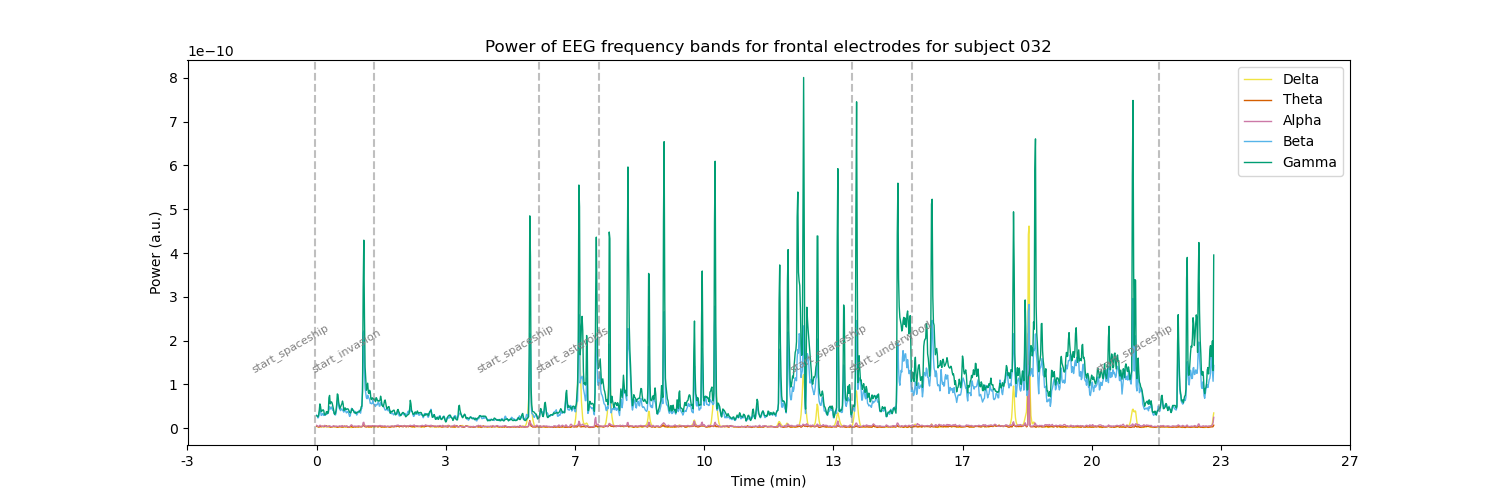 Power of EEG frequency bands for frontal electrodes for subject 032
1e−10
8
7
6
5
4
3
2
1
0
Power (a.u.)
Delta
Theta
Alpha
Beta
Gamma
start_spaceship
start_invasion
start_spaceship
start_asteroids
start_spaceship
start_underwood
start_spaceship
-3
0
3
7
10
13
17
20
23
27
Time (min)